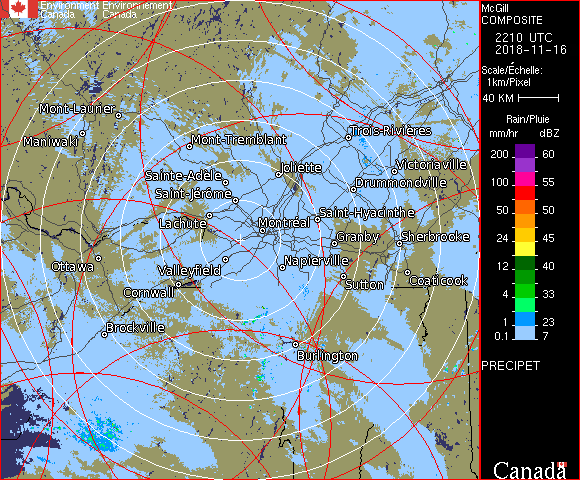 Environment Environnement
Canada Canada
McGill
COMPOSITE
2210 UTC
2018-11-16
Scale/Échelle:
1km/Pixel
40 KM
Rain/Pluie
mm/hr dBZ
200 60
100 55
50 50
24 45
12 40
4 33
1 23
0.1 7
PRECIPET
Canada
Mont-Laurier
Maniwaki
Mont-Tremblant
Trois-Rivières
Joliette
Victoriaville
Sainte-Adèle
Drummondville
Saint-Jérôme
Lachute
Saint-Hyacinthe
Montréal
Granby
Sherbrooke
Ottawa
Valleyfield
Napierville
Cornwall
Sutton
Coaticook
Brockville
Burlington